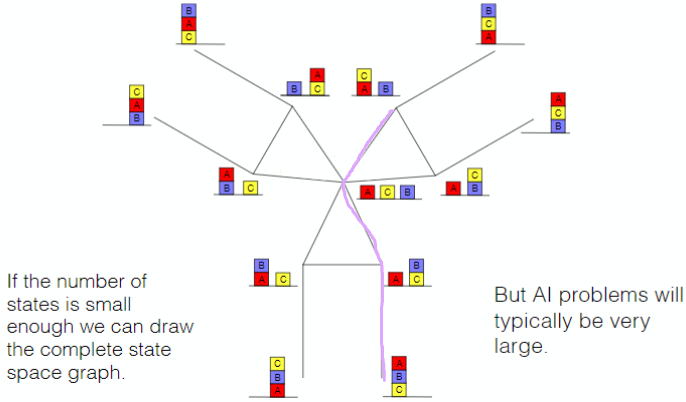 B
A
C
B
C
A
A
B
C
C
A
B
C
A
B
A
C
B
A
B
C
A
C
B
C
A
B
B
A
C
B
A
C
If the number of
states is small
enough we can draw
the complete state
space graph.
But AI problems will
typically be very
large.
C
B
A
A
B
C